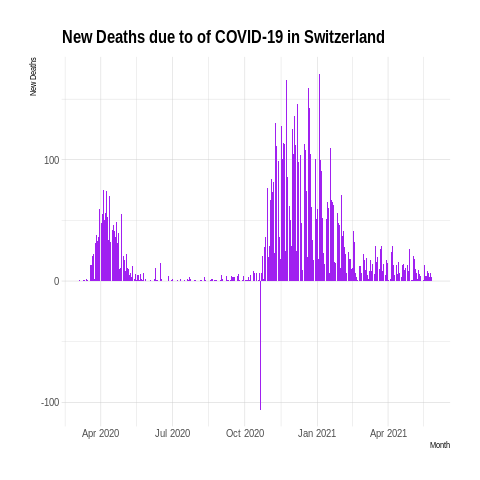 New Deaths due to of COVID-19 in Switzerland
New Deaths
100
0
-100
Apr 2020 Jul 2020 Oct 2020 Jan 2021 Apr 2021
Month